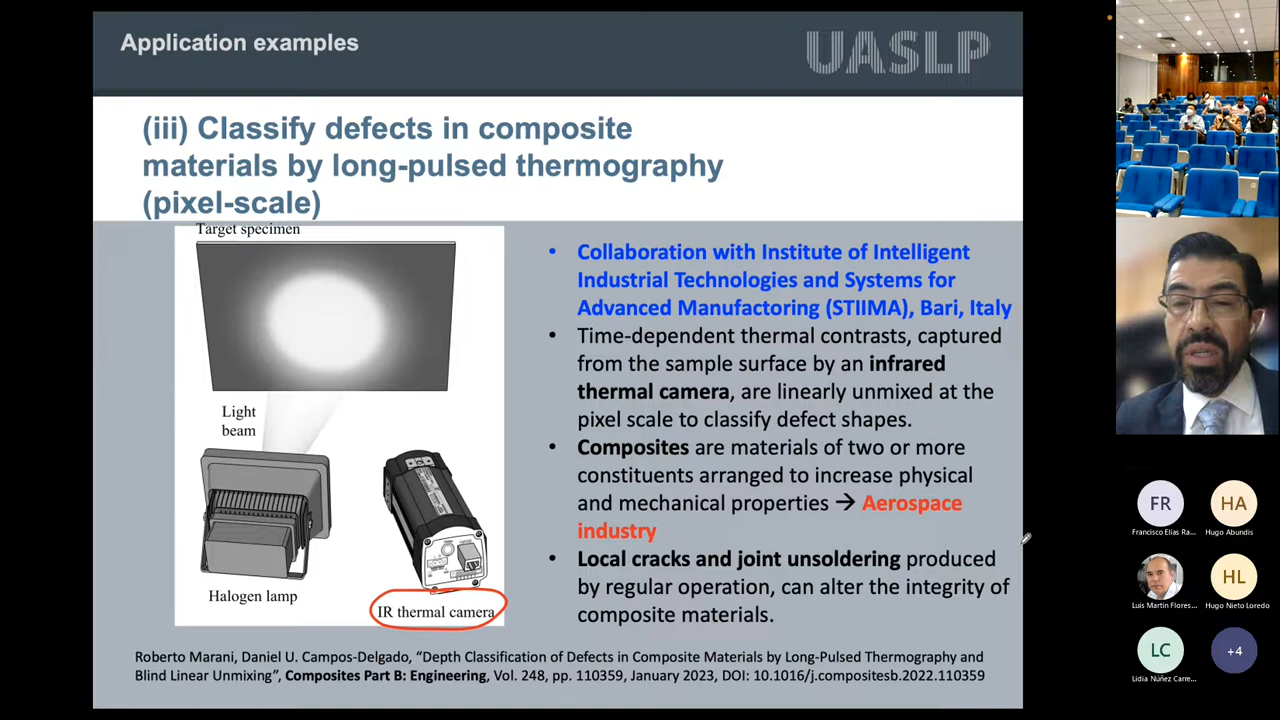 Application examples
UASLP
(iii) Classify defects in composite
materials by long-pulsed thermography
(pixel-scale)
Target specimen
Light
beam
Halogen lamp
IR thermal camera
• Collaboration with Institute of Intelligent
Industrial Technologies and Systems for
Advanced Manufactoring (STIIMA), Bari, Italy
• Time-dependent thermal contrasts, captured
from the sample surface by an infrared
thermal camera, are linearly unmixed at the
pixel scale to classify defect shapes.
• Composites are materials of two or more
constituents arranged to increase physical
and mechanical properties → Aerospace
industry
• Local cracks and joint unsoldering produced
by regular operation, can alter the integrity of
composite materials.
Roberto Marani, Daniel U. Campos-Delgado, “Depth Classification of Defects in Composite Materials by Long-Pulsed Thermography and
Blind Linear Unmixing”, Composites Part B: Engineering, Vol. 248, pp. 110359, January 2023, DOI: 10.1016/j.compositesb.2022.110359
FR
Francisco Elias Ra...
HA
Hugo Abundis
Luis Martin Flores...
HL
Hugo Nieto Loredo
LC
Lidia Núñez Carre...
+4